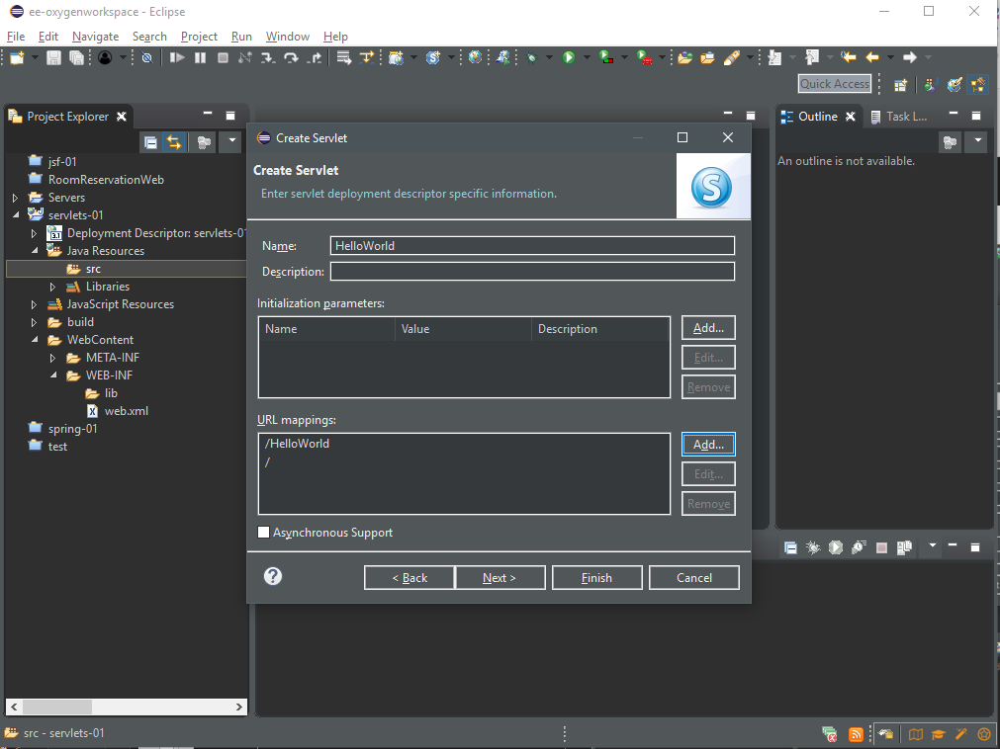 ee-oxygenworkspace - Eclipse
File Edit Navigate Search Project Run Window Help
Quick Access
Project Explorer
jsf-01
RoomReservationWeb
Servers
servlets-01
Deployment Descriptor: servlets-01
3.1
Java Resources
src
Libraries
JavaScript Resources
build
WebContent
META-INF
WEB-INF
lib
web.xml
spring-01
test
Create Servlet
Create Servlet
Enter servlet deployment descriptor specific information.
S
Name: HelloWorld
Description:
Initialization parameters:
Name Value Description
Add...
Edit...
Remove
URL mappings:
/HelloWorld
/
Add...
Edit...
Remove
Asynchronous Support
? < Back Next > Finish Cancel
Outline Task L...
An outline is not available.
src - servlets-01